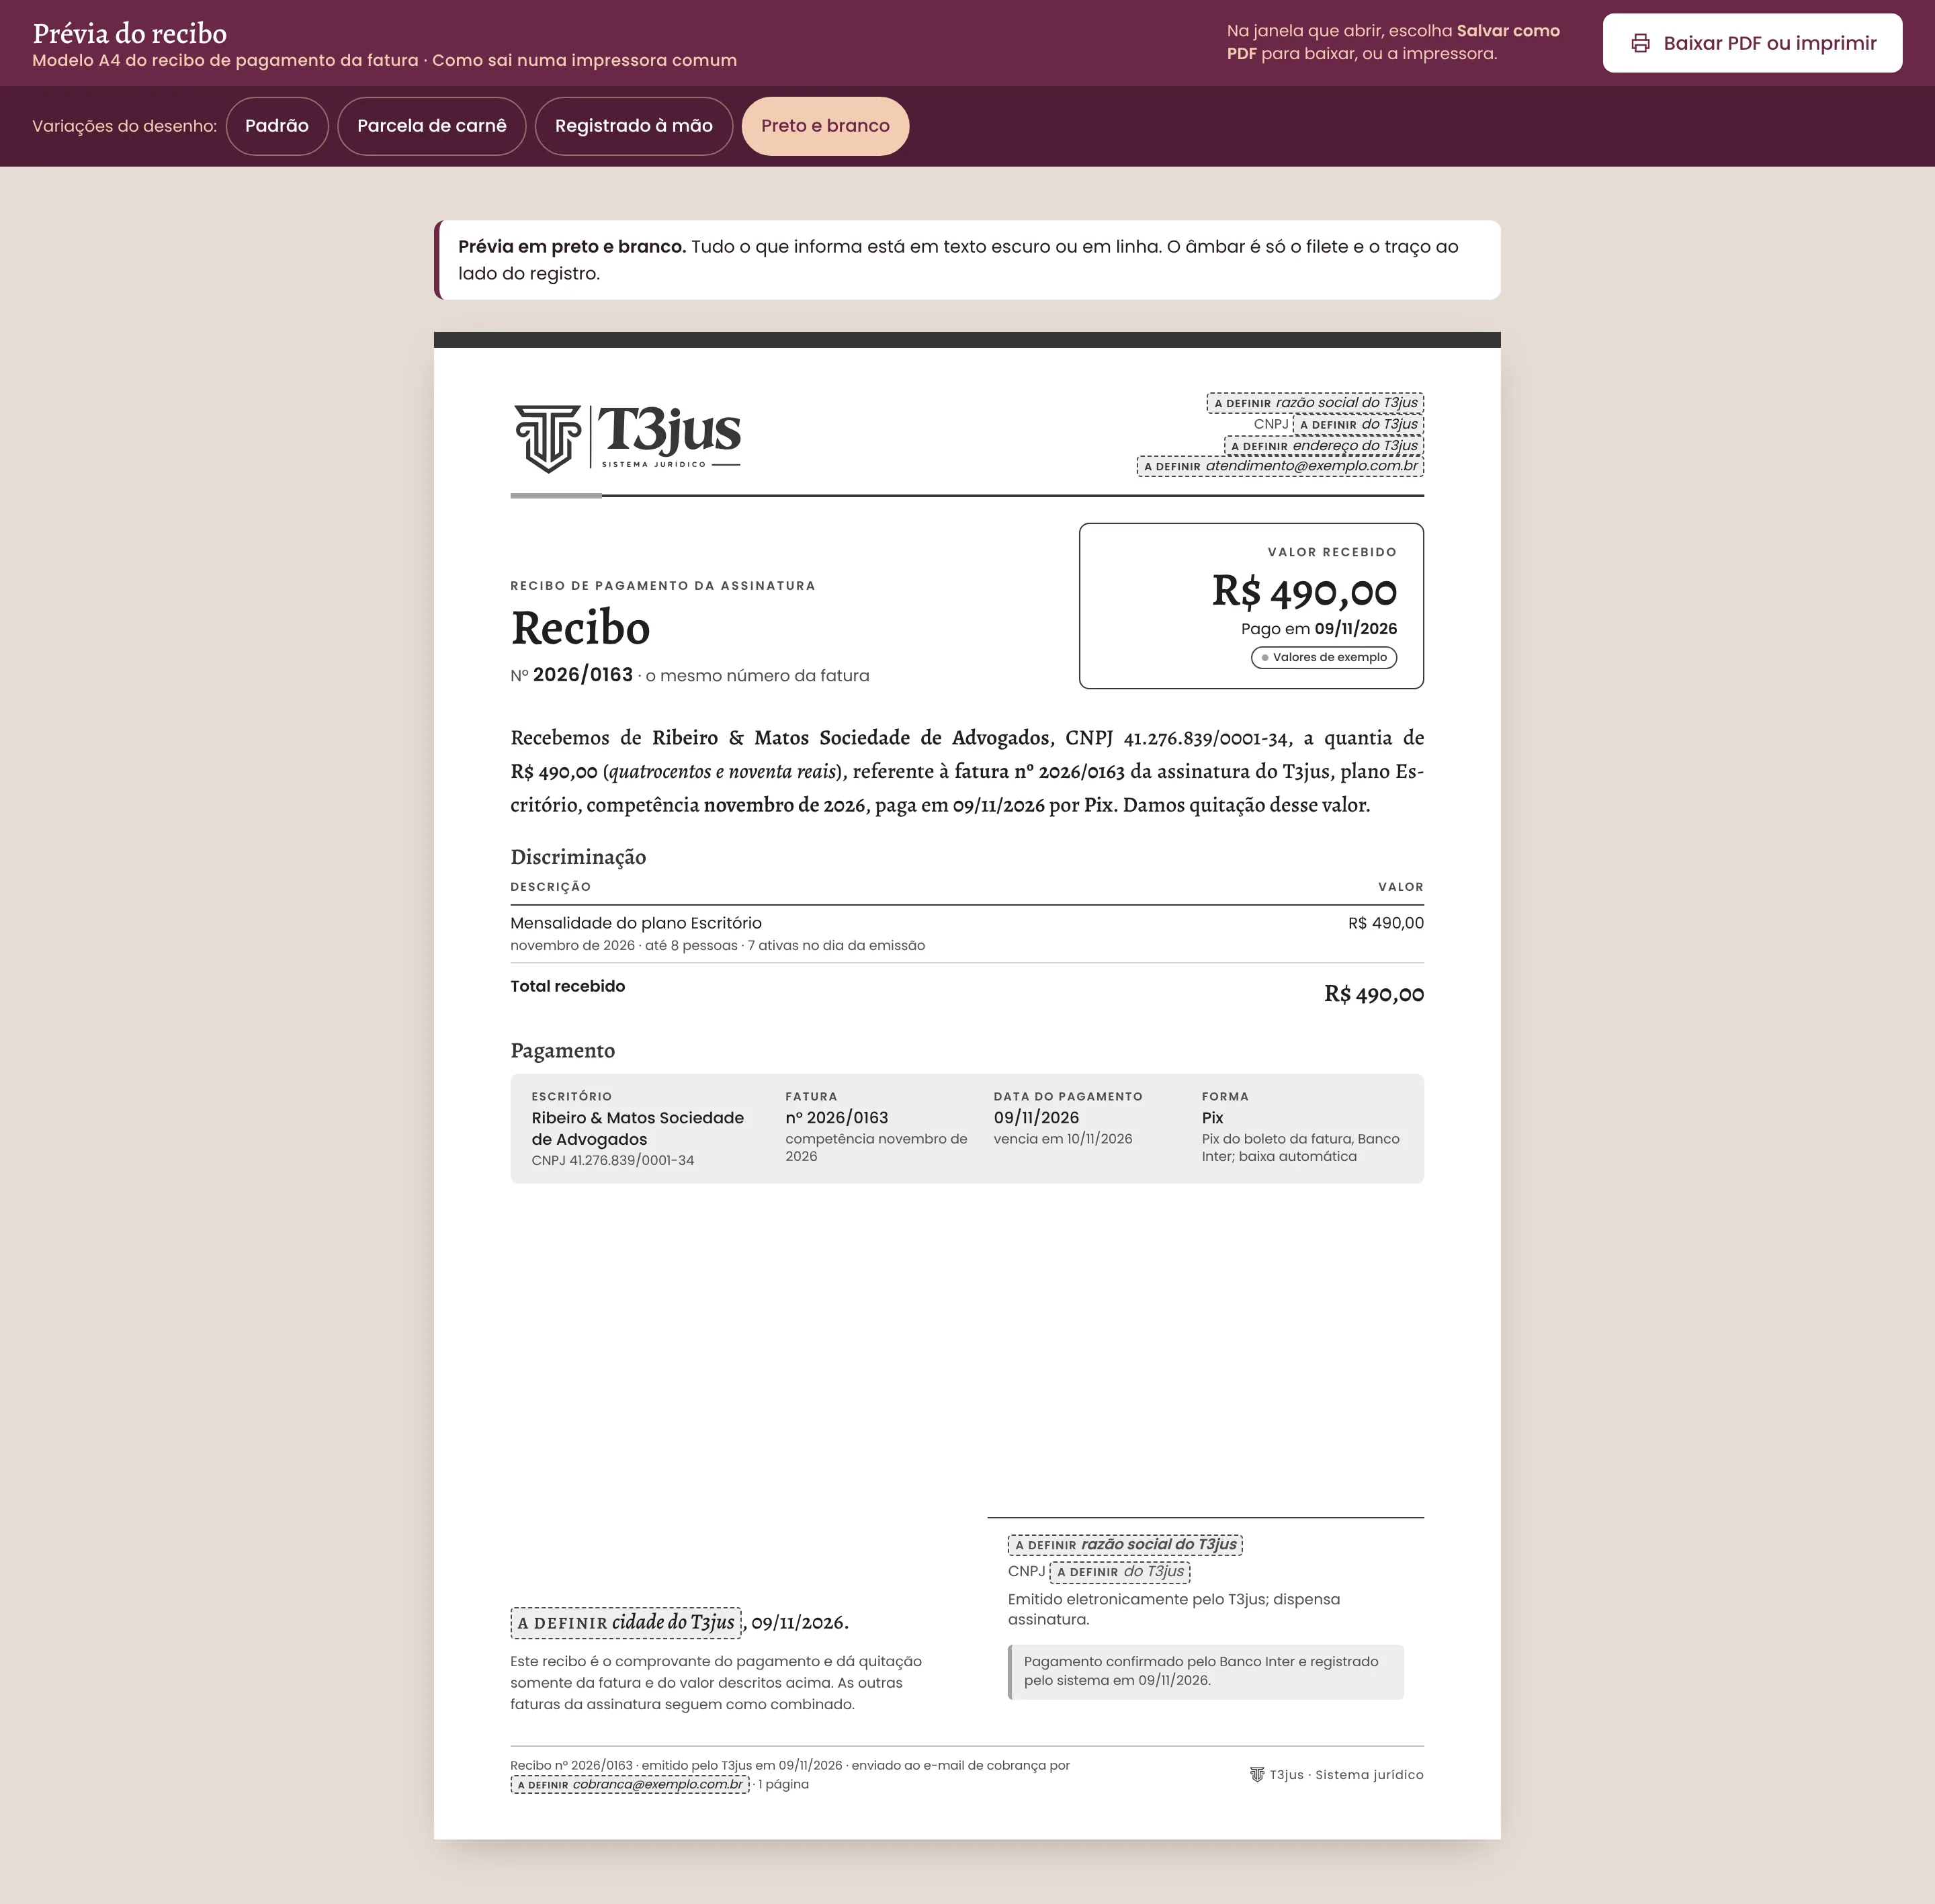 Prévia do recibo
Modelo A4 do recibo de pagamento da fatura · Como sai numa impressora comum
Na janela que abrir, escolha Salvar como
PDF para baixar, ou a impressora.
Baixar PDF ou imprimir
Variações do desenho:
Padrão
Parcela de carnê
Registrado à mão
Preto e branco
Prévia em preto e branco. Tudo o que informa está em texto escuro ou em linha. O âmbar é só o filete e o traço ao
lado do registro.
T3jus
SISTEMA JURÍDICO
A DEFINIR razão social do T3jus
CNPJ A DEFINIR do T3jus
A DEFINIR endereço do T3jus
A DEFINIR atendimento@exemplo.com.br
RECIBO DE PAGAMENTO DA ASSINATURA
Recibo
Nº 2026/0163 · o mesmo número da fatura
VALOR RECEBIDO
R$ 490,00
Pago em 09/11/2026
Valores de exemplo
Recebemos de Ribeiro & Matos Sociedade de Advogados, CNPJ 41.276.839/0001-34, a quantia de
R$ 490,00 (quatrocentos e noventa reais), referente à fatura nº 2026/0163 da assinatura do T3jus, plano Es-
critório, competência novembro de 2026, paga em 09/11/2026 por Pix. Damos quitação desse valor.
Discriminação
DESCRIÇÃO VALOR
Mensalidade do plano Escritório R$ 490,00
novembro de 2026 · até 8 pessoas · 7 ativas no dia da emissão
Total recebido R$ 490,00
Pagamento
ESCRITÓRIO
Ribeiro & Matos Sociedade
de Advogados
CNPJ 41.276.839/0001-34
FATURA
nº 2026/0163
competência novembro de
2026
DATA DO PAGAMENTO
09/11/2026
vencia em 10/11/2026
FORMA
Pix
Pix do boleto da fatura, Banco
Inter; baixa automática
A DEFINIR cidade do T3jus, 09/11/2026.
Este recibo é o comprovante do pagamento e dá quitação
somente da fatura e do valor descritos acima. As outras
faturas da assinatura seguem como combinado.
A DEFINIR razão social do T3jus
CNPJ A DEFINIR do T3jus
Emitido eletronicamente pelo T3jus; dispensa
assinatura.
Pagamento confirmado pelo Banco Inter e registrado
pelo sistema em 09/11/2026.
Recibo nº 2026/0163 · emitido pelo T3jus em 09/11/2026 · enviado ao e-mail de cobrança por
A DEFINIR cobranca@exemplo.com.br · 1 página
T3jus · Sistema jurídico